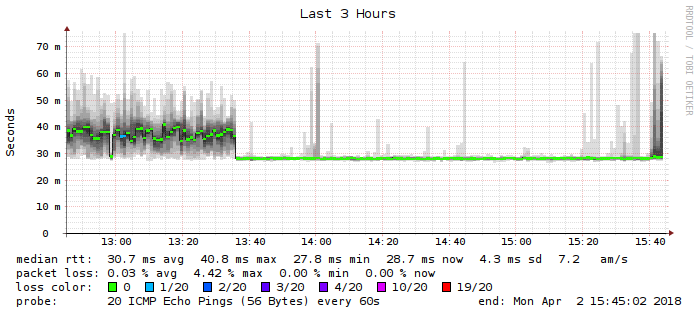 Last 3 Hours
RRDTOOL / TOBI OETIKER
Seconds
70 m
60 m
50 m
40 m
30 m
20 m
10 m
0
13:00 13:20 13:40 14:00 14:20 14:40 15:00 15:20 15:40
median rtt: 30.7 ms avg 40.8 ms max 27.8 ms min 28.7 ms now 4.3 ms sd 7.2 am/s
packet loss: 0.03 % avg 4.42 % max 0.00 % min 0.00 % now
loss color: 0 1/20 2/20 3/20 4/20 10/20 19/20
probe: 20 ICMP Echo Pings (56 Bytes) every 60s end: Mon Apr 2 15:45:02 2018